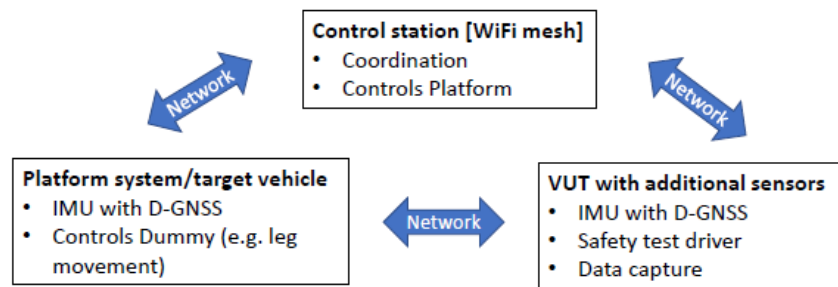 Control station [WiFi mesh]
• Coordination
• Controls Platform
Network
Network
Platform system/target vehicle
• IMU with D-GNSS
• Controls Dummy (e.g. leg
movement)
Network
VUT with additional sensors
• IMU with D-GNSS
• Safety test driver
• Data capture